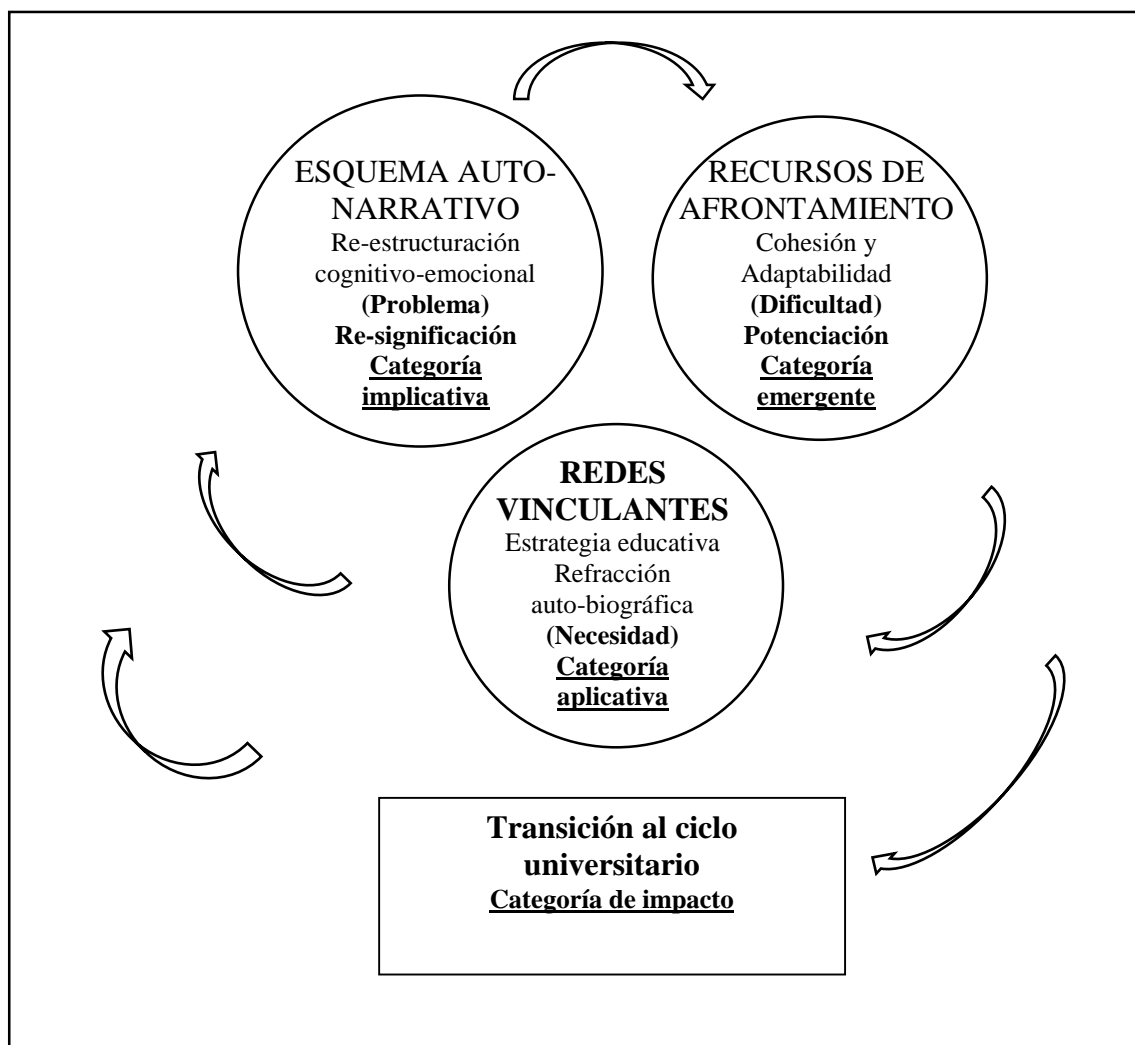 ESQUEMA AUTO-
NARRATIVO
Re-estructuración
cognitivo-emocional
(Problema)
Re-significación
Categoría
implicativa
RECURSOS DE
AFRONTAMIENTO
Cohesión y
Adaptabilidad
(Dificultad)
Potenciación
Categoría
emergente
REDES
VINCULANTES
Estrategia educativa
Refracción
auto-biográfica
(Necesidad)
Categoría
aplicativa
Transición al ciclo
universitario
Categoría de impacto